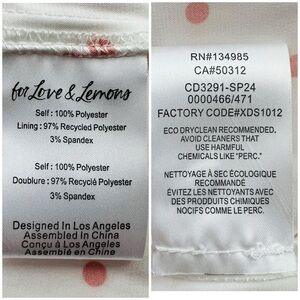 for Love & Lemons
Self : 100% Polyester
Lining : 97% Recycled Polyester
3% Spandex
Self : 100% Polyester
Doublure : 97% Recyclé Polyester
3% Spandex
Designed In Los Angeles
Assembled In China
Conçu à Los Angeles
Assemblé en Chine
RN#134985
CA#50312
CD3291-SP24
0000466/471
FACTORY CODE#XDS1012
ECO DRYCLEAN RECOMMENDED.
AVOID CLEANERS THAT
USE HARMFUL
CHEMICALS LIKE "PERC."
NETTOYAGE À SEC ÉCOLOGIQUE
RECOMMANDÉ
ÉVITEZ LES NETTOYANTS AVEC
DES PRODUITS CHIMIQUES
NOCIFS COMME LE PERC.